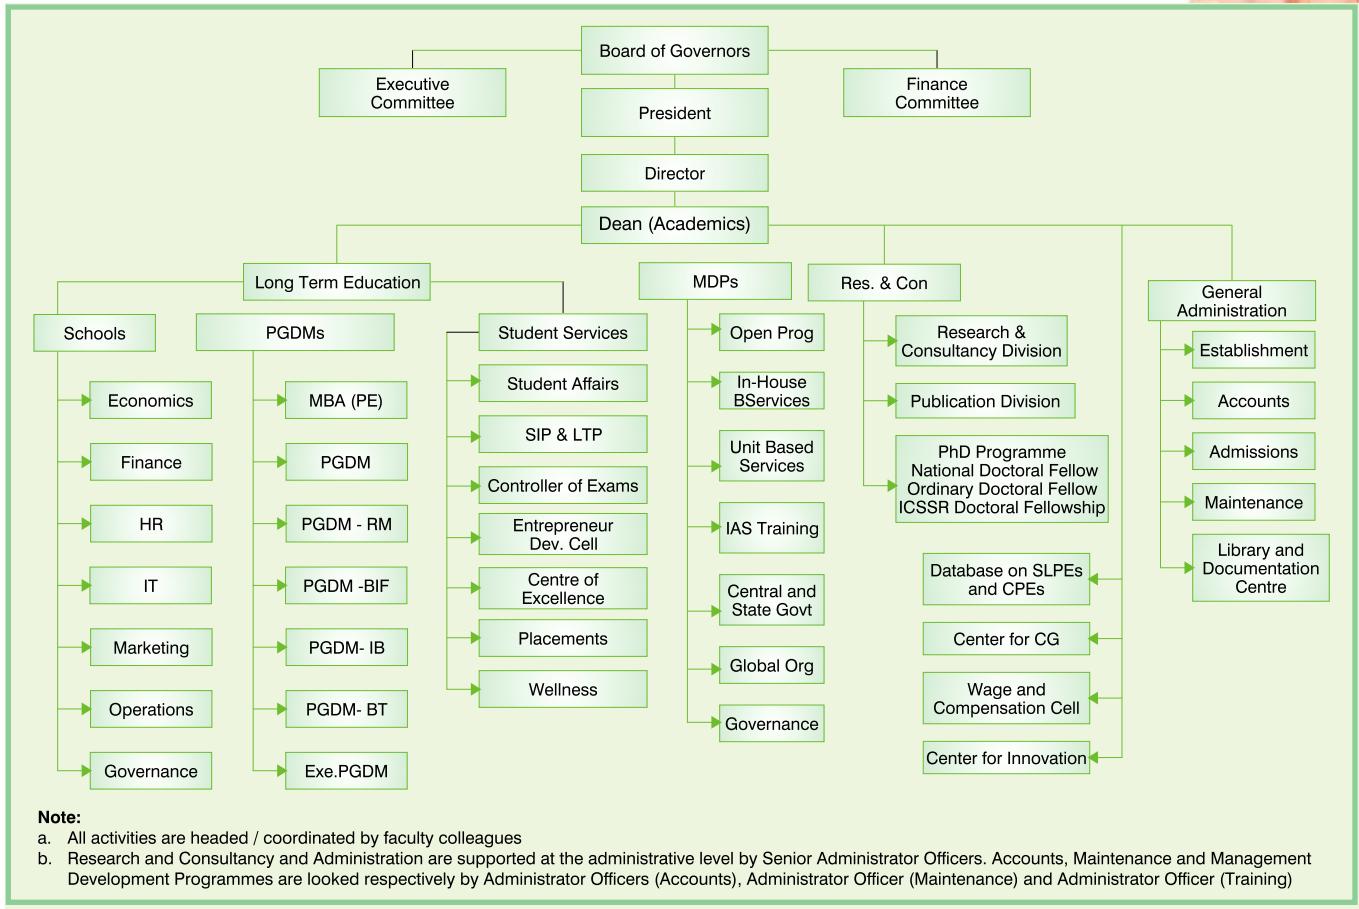 Board of Governors
Executive
Committee
Finance
Committee
President
Director
Dean (Academics)
Long Term Education
Schools
Economics
Finance
HR
IT
Marketing
Operations
Governance
PGDMs
MBA (PE)
PGDM
PGDM - RM
PGDM -BIF
PGDM- IB
PGDM- BT
Exe.PGDM
Student Services
Student Affairs
SIP & LTP
Controller of Exams
Entrepreneur
Dev. Cell
Centre of
Excellence
Placements
Wellness
MDPs
Open Prog
In-House
BServices
Unit Based
Services
IAS Training
Central and
State Govt
Global Org
Governance
Res. & Con
Research &
Consultancy Division
Publication Division
PhD Programme
National Doctoral Fellow
Ordinary Doctoral Fellow
ICSSR Doctoral Fellowship
Database on SLPEs
and CPEs
Center for CG
Wage and
Compensation Cell
Center for Innovation
General
Administration
Establishment
Accounts
Admissions
Maintenance
Library and
Documentation
Centre
Note:
a. All activities are headed / coordinated by faculty colleagues
b. Research and Consultancy and Administration are supported at the administrative level by Senior Administrator Officers. Accounts, Maintenance and Management
Development Programmes are looked respectively by Administrator Officers (Accounts), Administrator Officer (Maintenance) and Administrator Officer (Training)